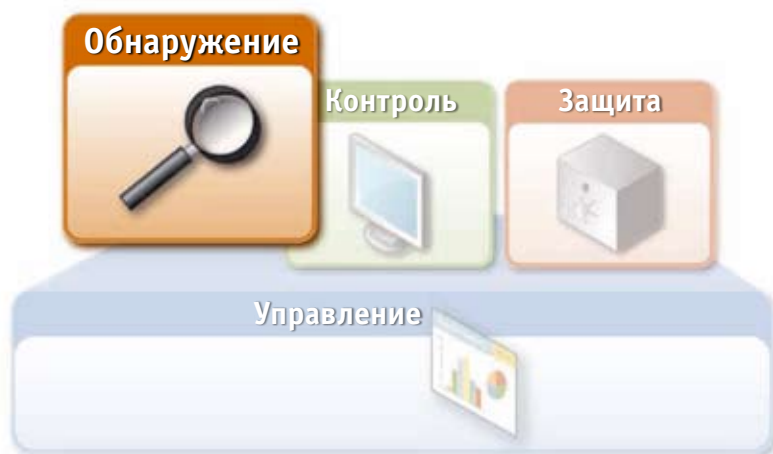 Обнаружение
Контроль
Защита
Управление